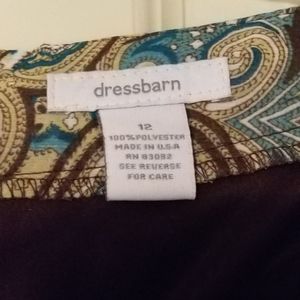 dressbarn
12
100%POLYESTER
MADE IN U.S.A
RN 83092
SEE REVERSE
FOR CARE